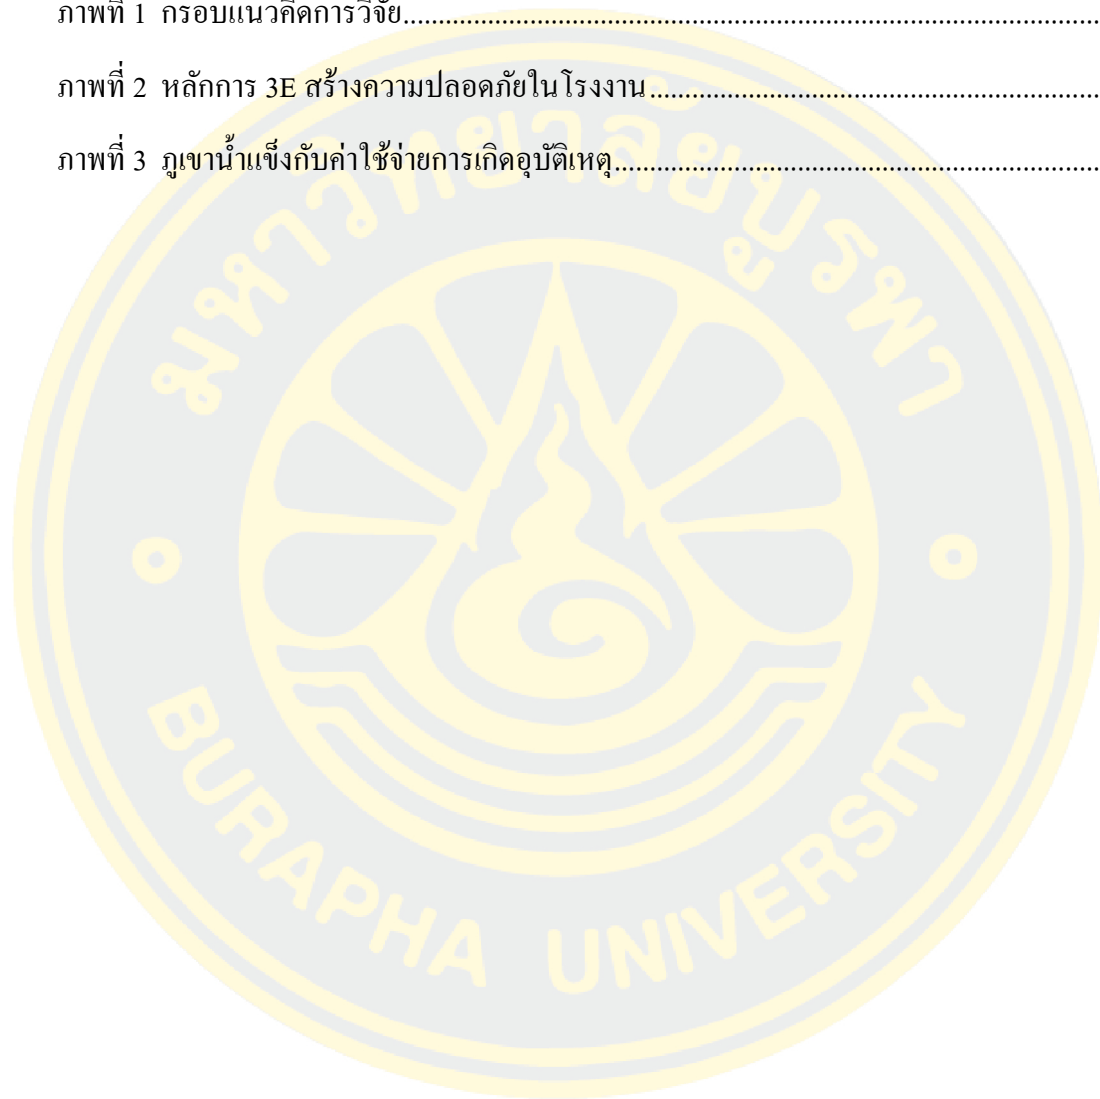 ภาพที่ 1 กรอบแนวคิดการวิจัย
ภาพที่ 2 หลักการ 3E สร้างความปลอดภัยในโรงงาน
ภาพที่ 3 ภูเขาน้ำแข็งกับค่าใช้จ่ายการเกิดอุบัติเหตุ
มหาวิทยาลัยบูรพา
BURAPHA UNIVERSITY